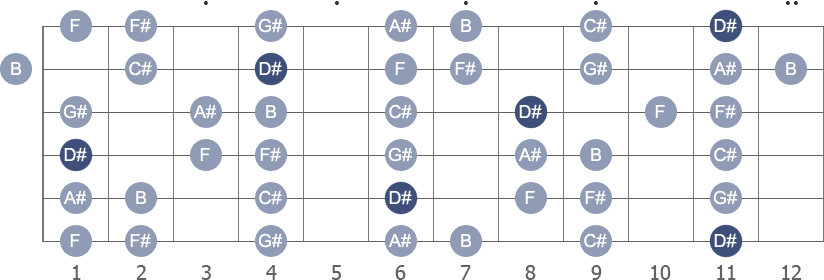 F F# G# A# B C# D#
B C# D# F F# G# A# B
G# A# B C# D# F F#
D# F F# G# A# B C#
A# B C# D# F F# G#
F F# G# A# B C# D#
1 2 3 4 5 6 7 8 9 10 11 12